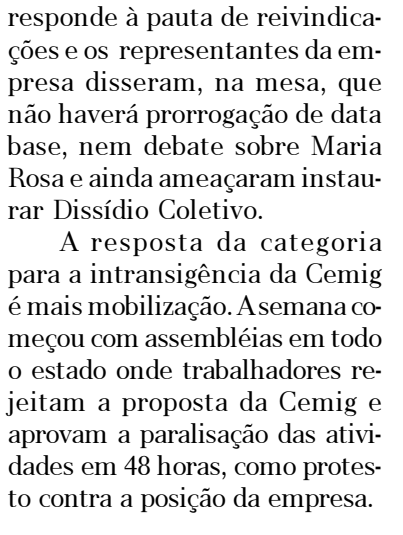 responde à pauta de reivindica-
ções e os representantes da em-
presa disseram, na mesa, que
não haverá prorrogação de data
base, nem debate sobre Maria
Rosa e ainda ameaçaram instau-
rar Dissídio Coletivo.
A resposta da categoria
para a intransigência da Cemig
é mais mobilização. A semana co-
meçou com assembléias em todo
o estado onde trabalhadores re-
jeitam a proposta da Cemig e
aprovam a paralisação das ativi-
dades em 48 horas, como protes-
to contra a posição da empresa.